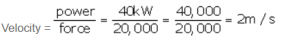 Velocity = power/force = 40kW/20,000 = 40,000/20,000 = 2m / s